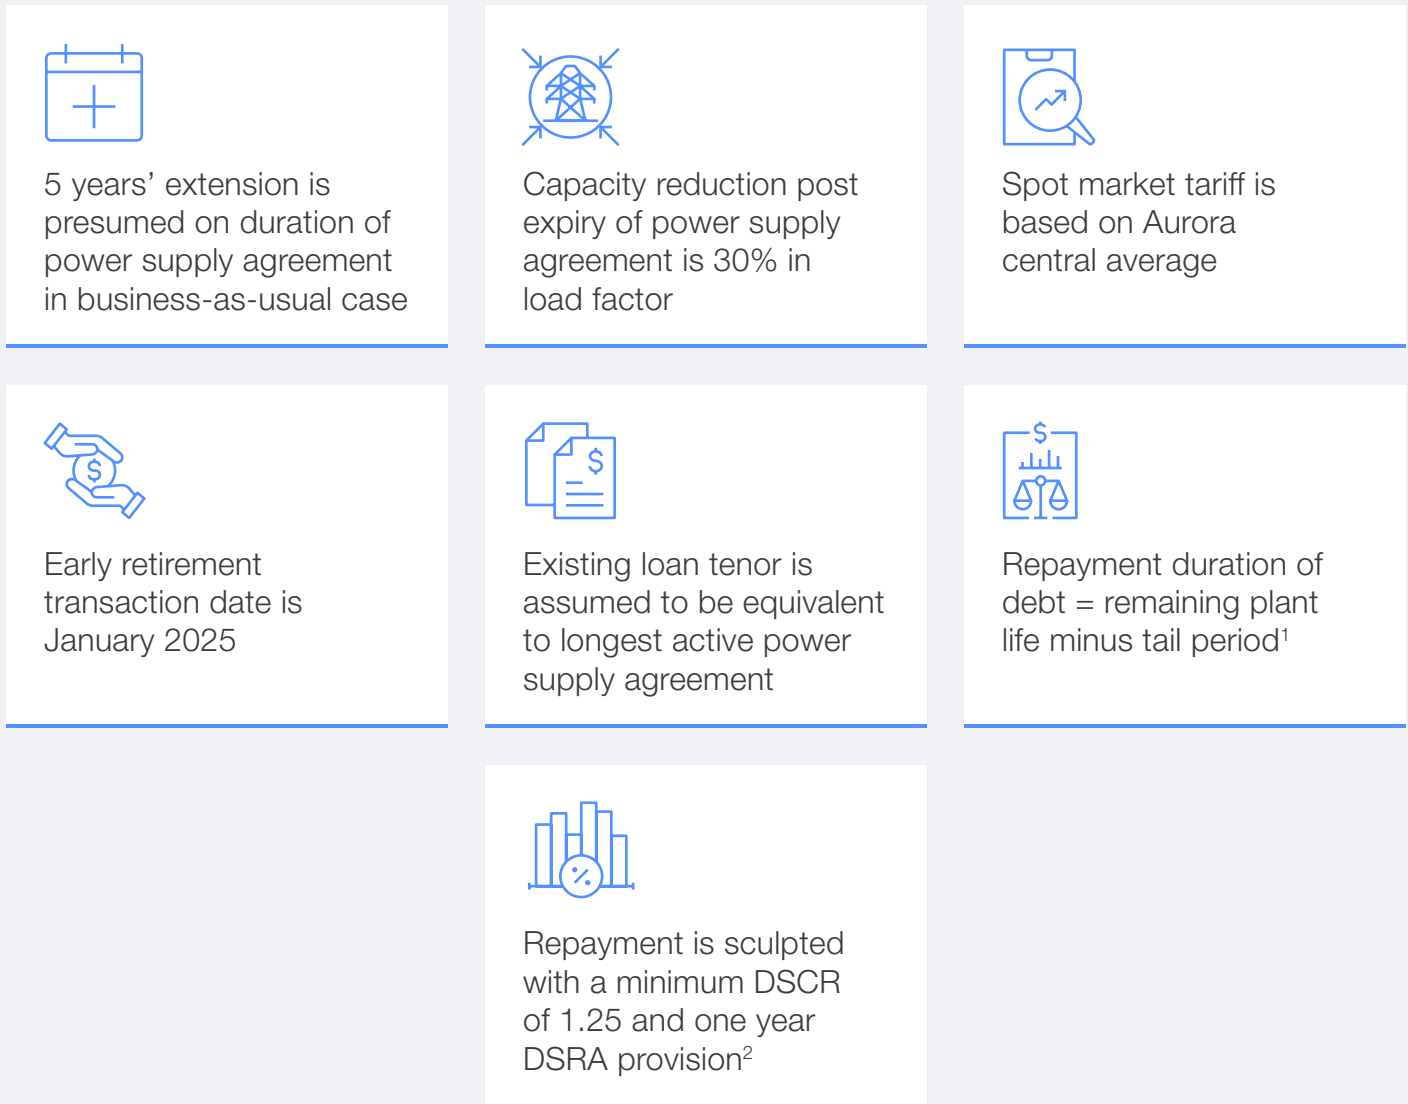 5 years’ extension is
presumed on duration of
power supply agreement
in business-as-usual case
Capacity reduction post
expiry of power supply
agreement is 30% in
load factor
Spot market tariff is
based on Aurora
central average
Early retirement
transaction date is
January 2025
$
Existing loan tenor is
assumed to be equivalent
to longest active power
supply agreement
$
Repayment duration of
debt = remaining plant
life minus tail period¹
$
Repayment is sculpted
with a minimum DSCR
of 1.25 and one year
DSRA provision²
%